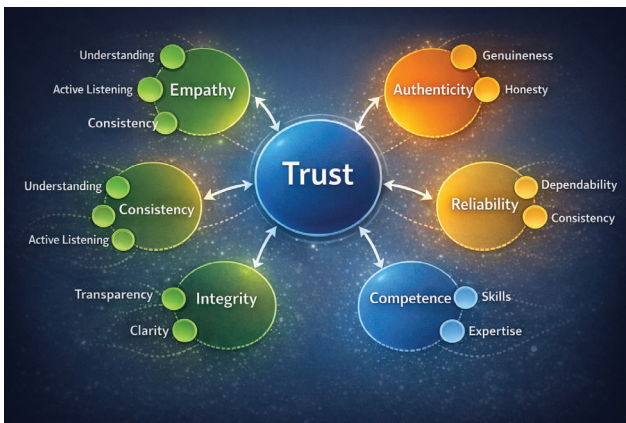 Understanding
Active Listening
Consistency
Empathy
Authenticity
Genuineness
Honesty
Trust
Understanding
Active Listening
Consistency
Reliability
Dependability
Consistency
Transparency
Clarity
Integrity
Competence
Skills
Expertise